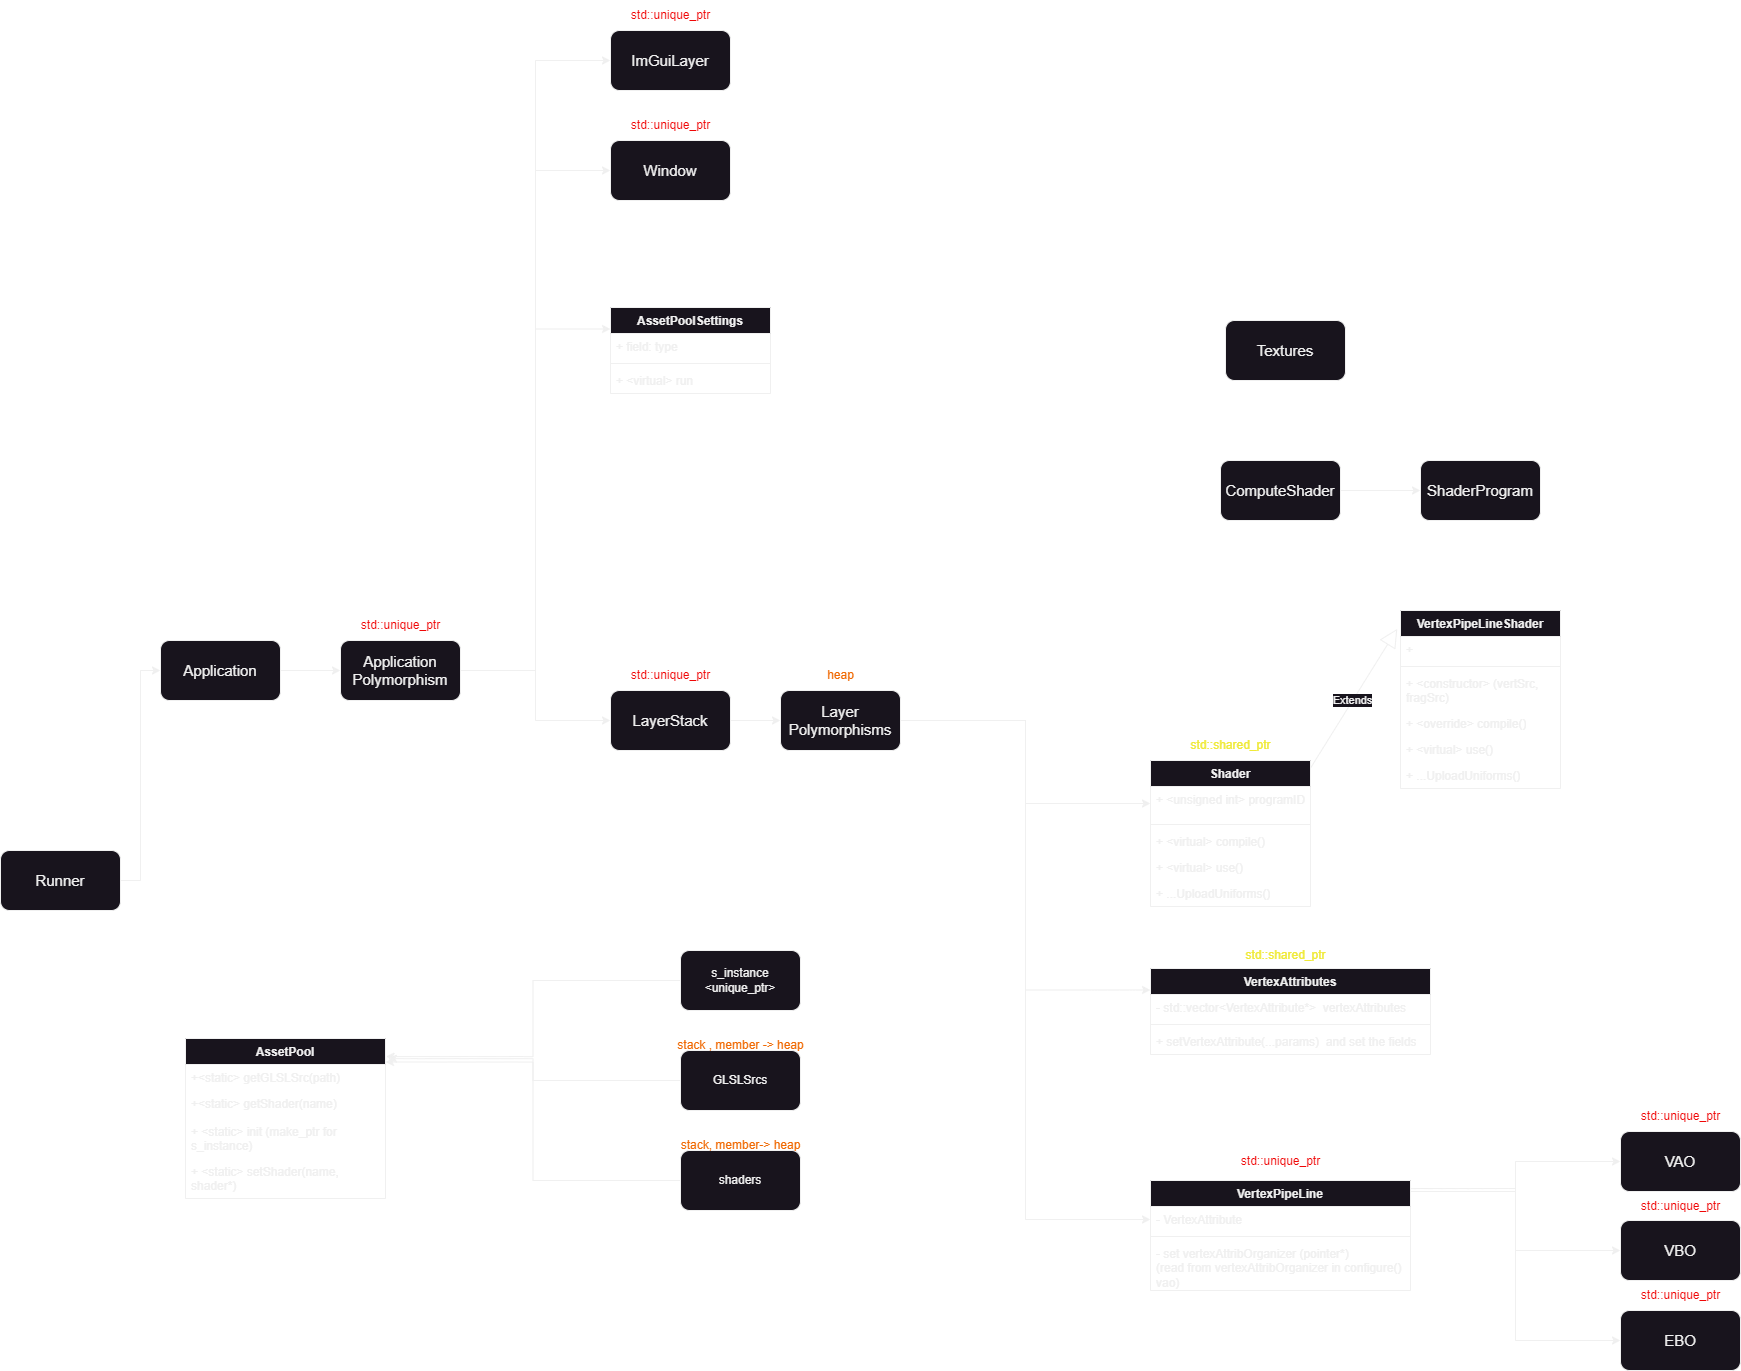 std::unique_ptr
ImGuiLayer
std::unique_ptr
Window
AssetPoolSettings
+ field: type
+ <virtual> run
Textures
ComputeShader
ShaderProgram
std::unique_ptr
Application
Application
Polymorphism
std::unique_ptr
LayerStack
heap
Layer
Polymorphisms
VertexPipeLineShader
+
+ <constructor> (vertSrc,
fragSrc)
+ <override> compile()
+ <virtual> use()
+ ...UploadUniforms()
Extends
std::shared_ptr
Shader
+ <unsigned int> programID
+ <virtual> compile()
+ <virtual> use()
+ ...UploadUniforms()
Runner
std::shared_ptr
VertexAttributes
- std::vector<VertexAttribute*>  vertexAttributes
+ setVertexAttribute(...params)  and set the fields
s_instance
<unique_ptr>
stack , member -> heap
GLSLSrcs
stack, member-> heap
shaders
AssetPool
+<static> getGLSLSrc(path)
+<static> getShader(name)
+ <static> init (make_ptr for
s_instance)
+ <static> setShader(name,
shader*)
std::unique_ptr
VertexPipeLine
- VertexAttribute
- set vertexAttribOrganizer (pointer*)
(read from vertexAttribOrganizer in configure()
vao)
std::unique_ptr
VAO
std::unique_ptr
VBO
std::unique_ptr
EBO